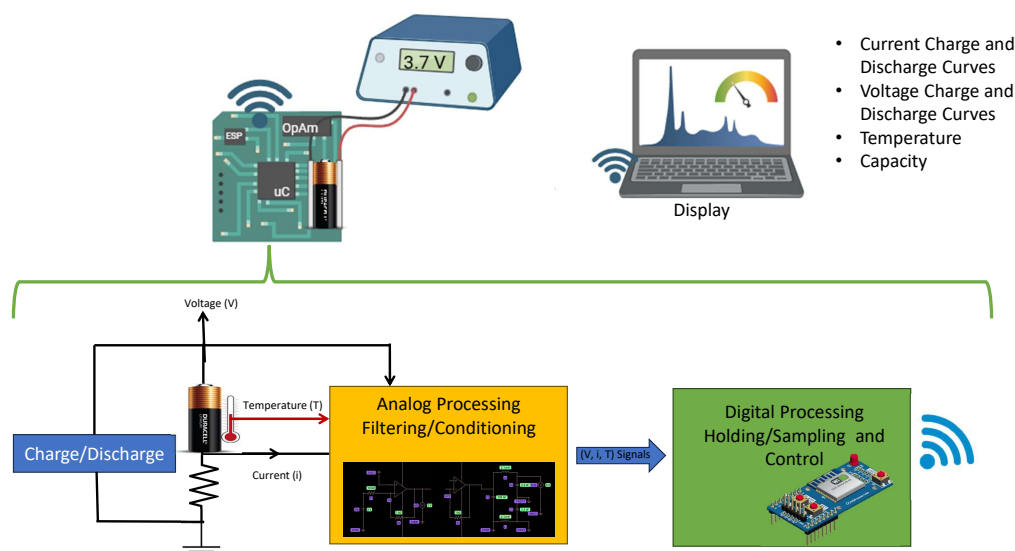 3.7 V
ESP
OpAm
uC
Display
• Current Charge and
Discharge Curves
• Voltage Charge and
Discharge Curves
• Temperature
• Capacity
Voltage (V)
Temperature (T)
DURACELL
Charge/Discharge
Current (i)
Analog Processing
Filtering/Conditioning
(V, i, T) Signals
Digital Processing
Holding/Sampling and
Control